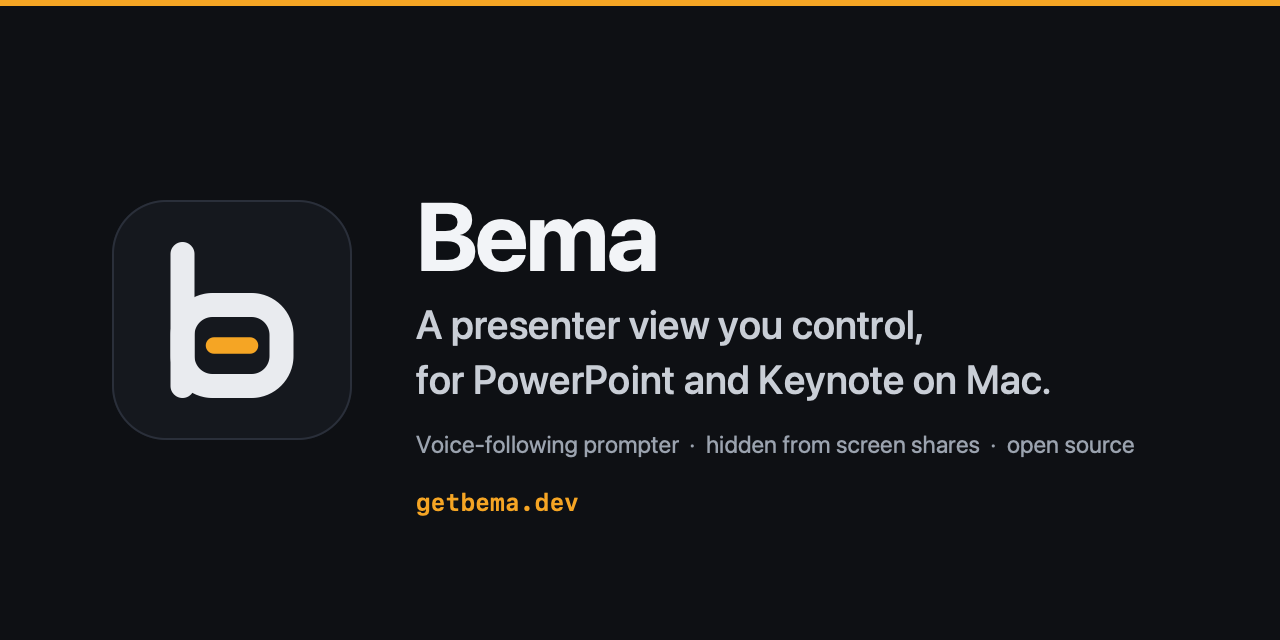 Bema
A presenter view you control,
for PowerPoint and Keynote on Mac.
Voice-following prompter · hidden from screen shares · open source
getbema.dev